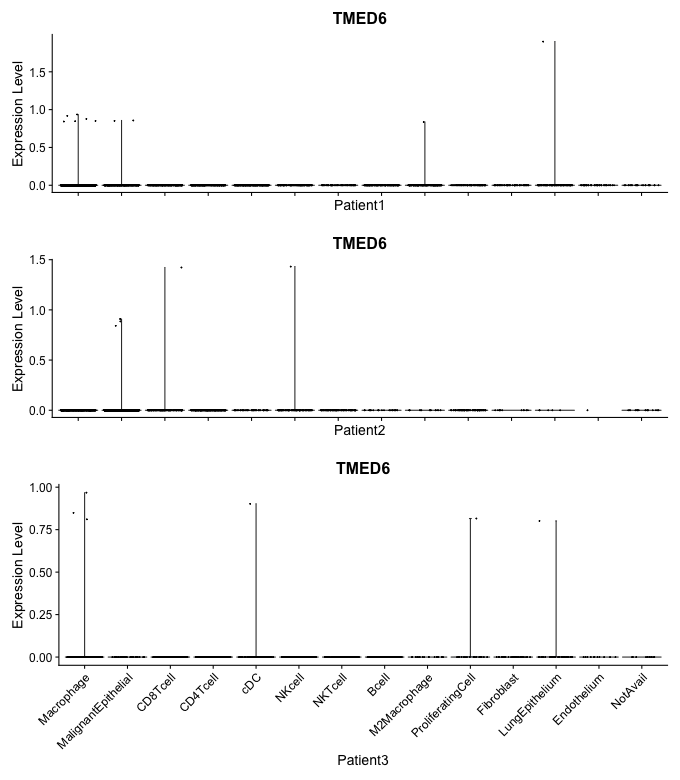 TMED6
Expression Level
1.5
1.0
0.5
0.0
Patient1
TMED6
Expression Level
1.5
1.0
0.5
0.0
Patient2
TMED6
Expression Level
1.00
0.75
0.50
0.25
0.00
Macrophage
MalignantEpithelial
CD8Tcell
CD4Tcell
cDC
NKcell
NKTcell
Bcell
M2Macrophage
ProliferatingCell
Fibroblast
LungEpithelium
Endothelium
NotAvail
Patient3